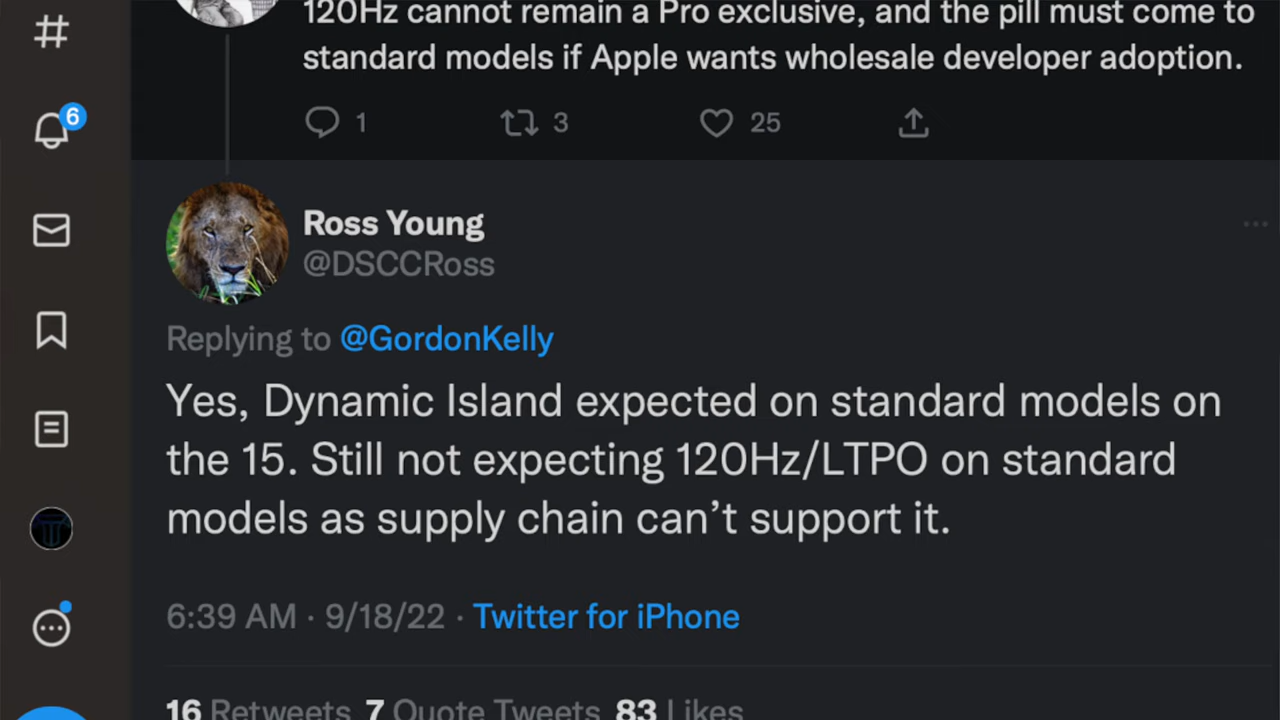 120Hz cannot remain a Pro exclusive, and the pill must come to
standard models if Apple wants wholesale developer adoption.
1 3 25
6
Ross Young
@DSCCRoss
Replying to @GordonKelly
Yes, Dynamic Island expected on standard models on
the 15. Still not expecting 120Hz/LTPO on standard
models as supply chain can’t support it.
6:39 AM · 9/18/22 · Twitter for iPhone
16 Retweets 7 Quote Tweets 83 Likes